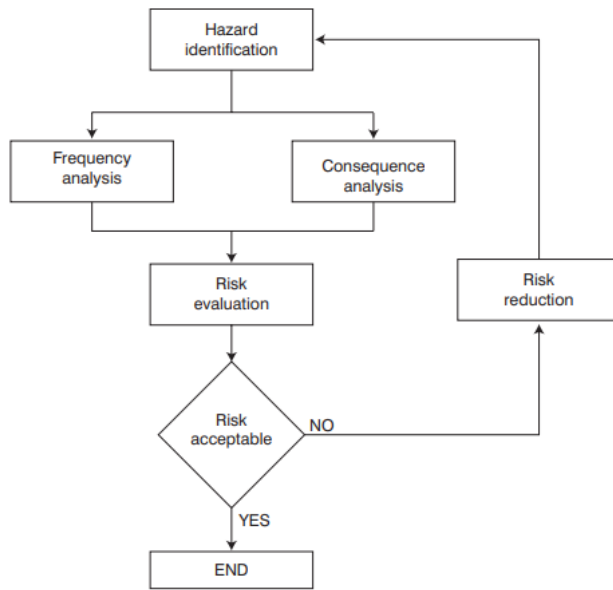 Hazard
identification
Frequency
analysis
Consequence
analysis
Risk
evaluation
Risk
reduction
Risk
acceptable
NO
YES
END